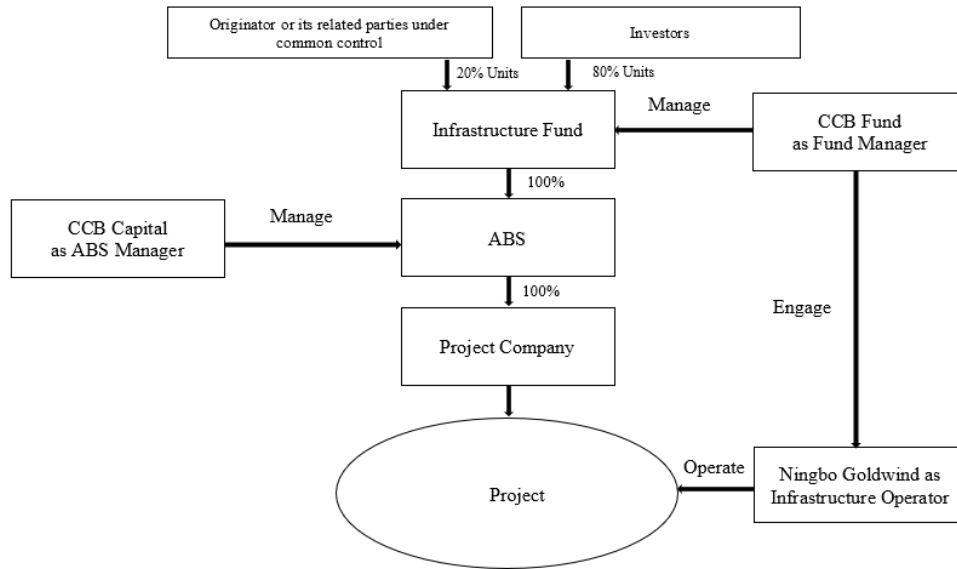 Originator or its related parties under
common control
Investors
20% Units
80% Units
Infrastructure Fund
Manage
CCB Fund
as Fund Manager
100%
CCB Capital
as ABS Manager
Manage
ABS
100%
Engage
Project Company
Project
Operate
Ningbo Goldwind as
Infrastructure Operator